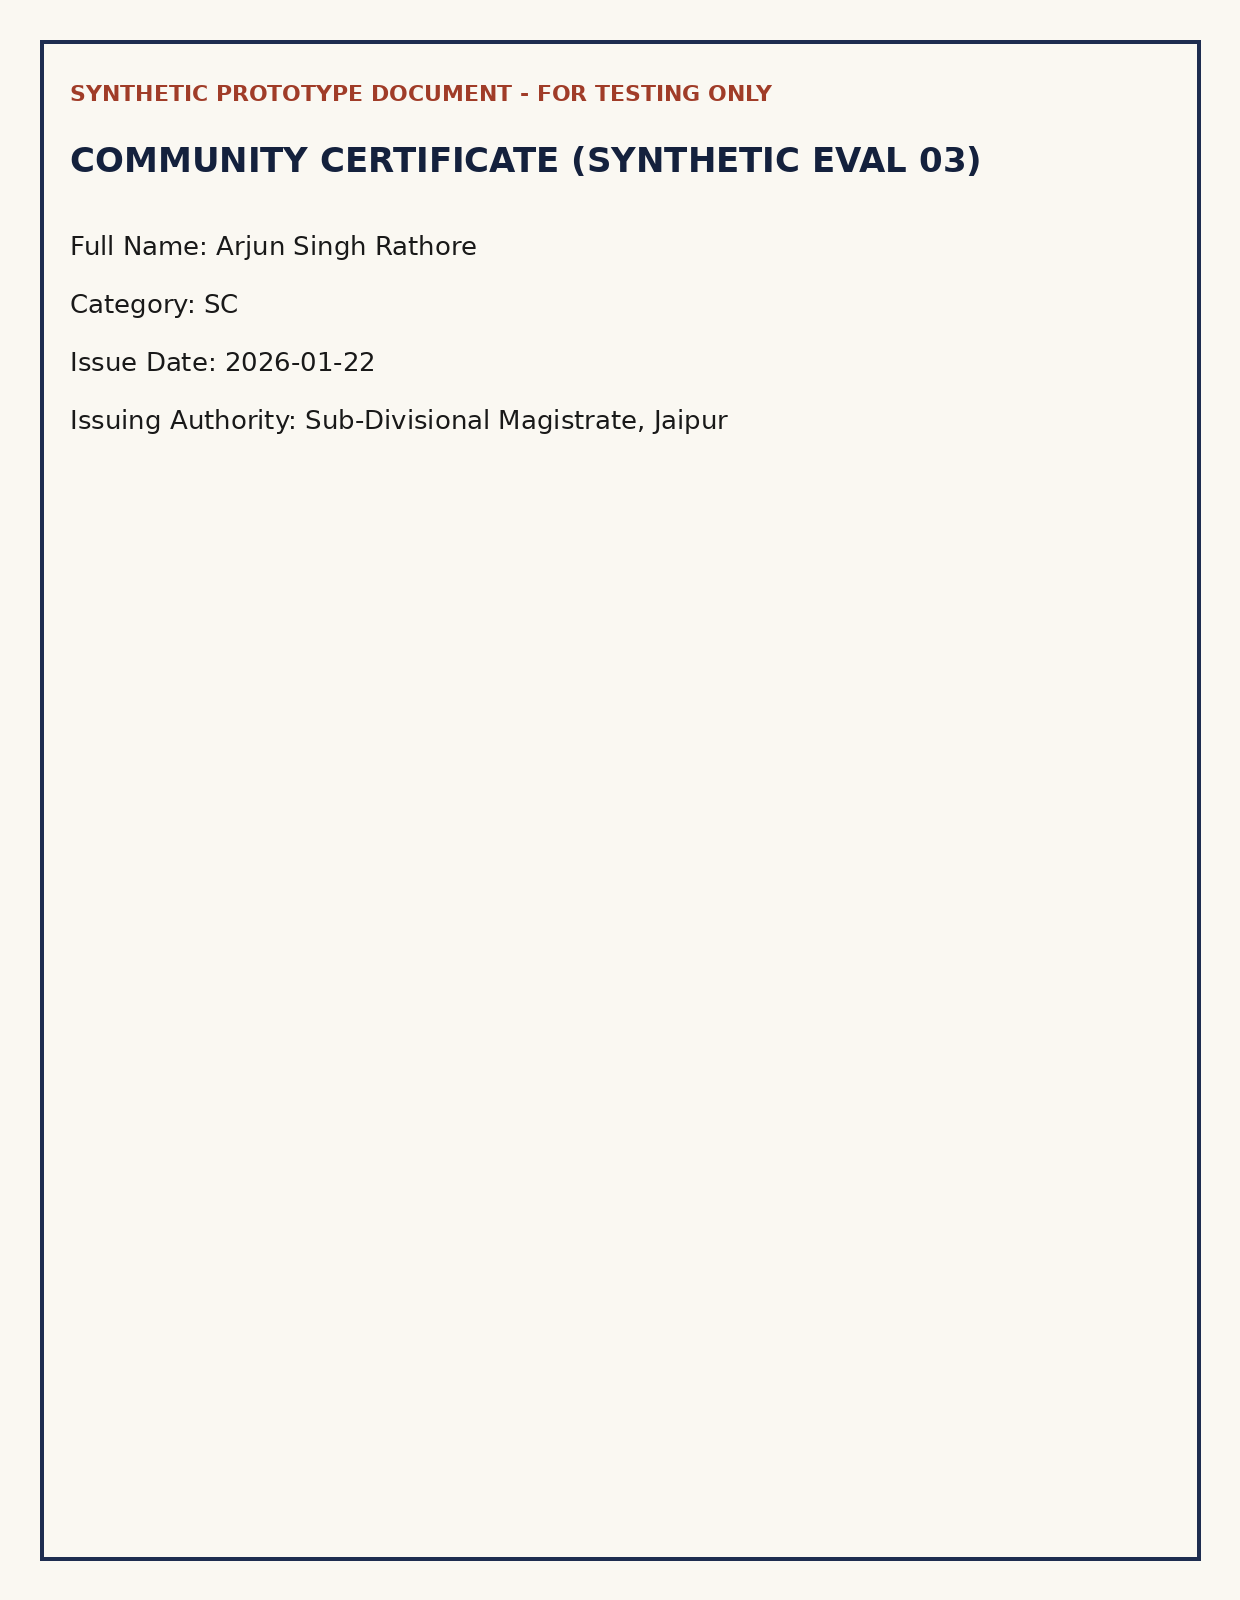 SYNTHETIC PROTOTYPE DOCUMENT - FOR TESTING ONLY
COMMUNITY CERTIFICATE (SYNTHETIC EVAL 03)
Full Name: Arjun Singh Rathore
Category: SC
Issue Date: 2026-01-22
Issuing Authority: Sub-Divisional Magistrate, Jaipur